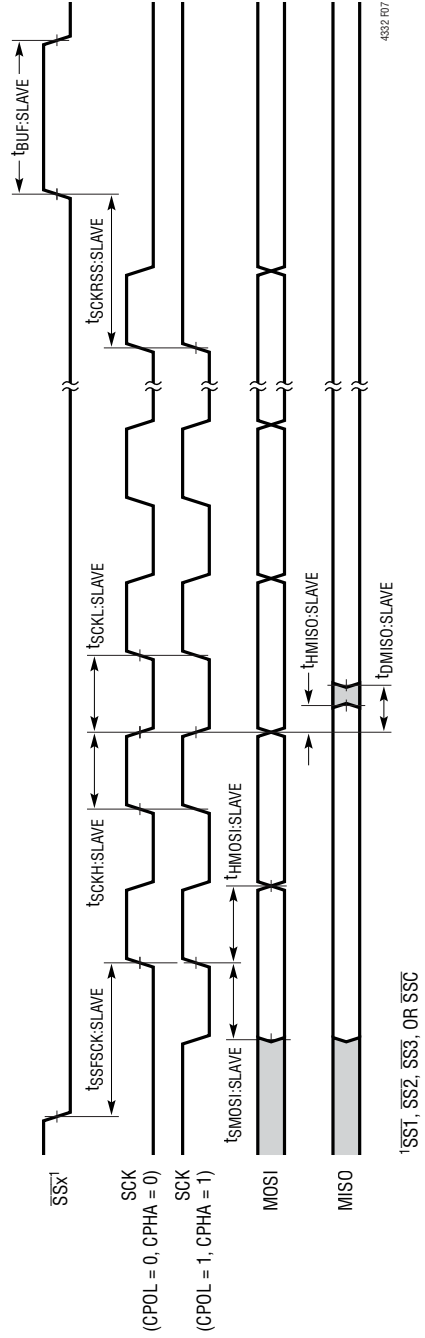 tBUF:SLAVE
SSx1
tSSFSCK:SLAVE
tSCKH:SLAVE
tSCKL:SLAVE
tSCKRSS:SLAVE
SCK
(CPOL = 0, CPHA = 0)
SCK
(CPOL = 1, CPHA = 1)
tSMOSI:SLAVE
tHMOSI:SLAVE
MOSI
tHMISO:SLAVE
MISO
tDMISO:SLAVE
1SS1, SS2, SS3, OR SSC
4332 F07